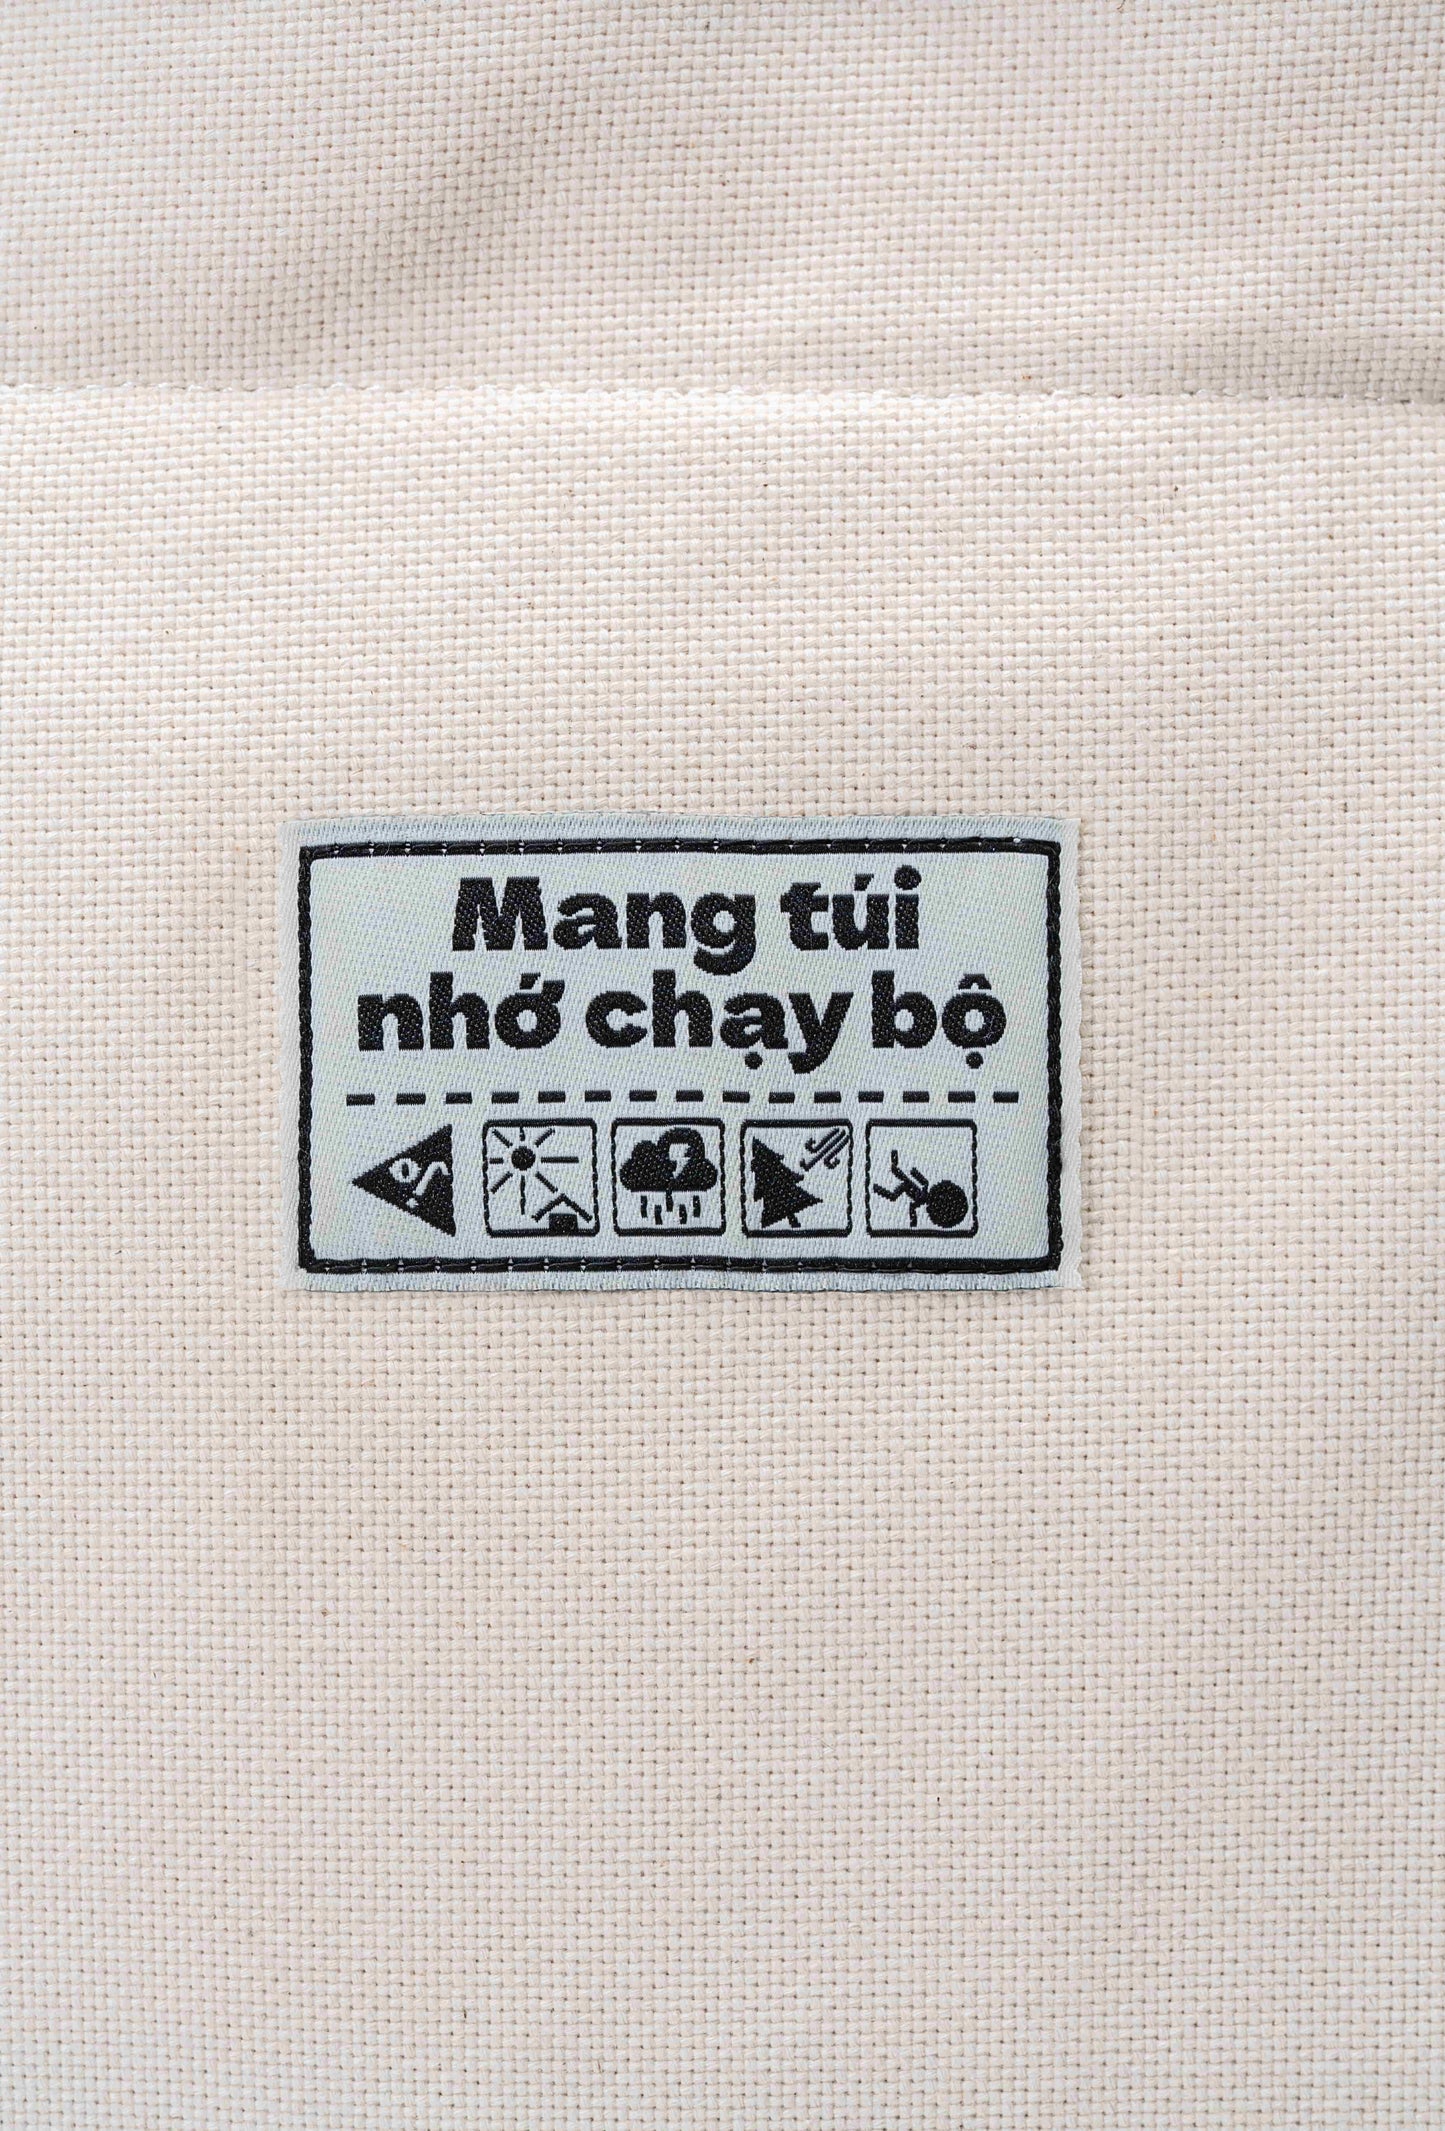 Mang túi
nhớ chạy bộ